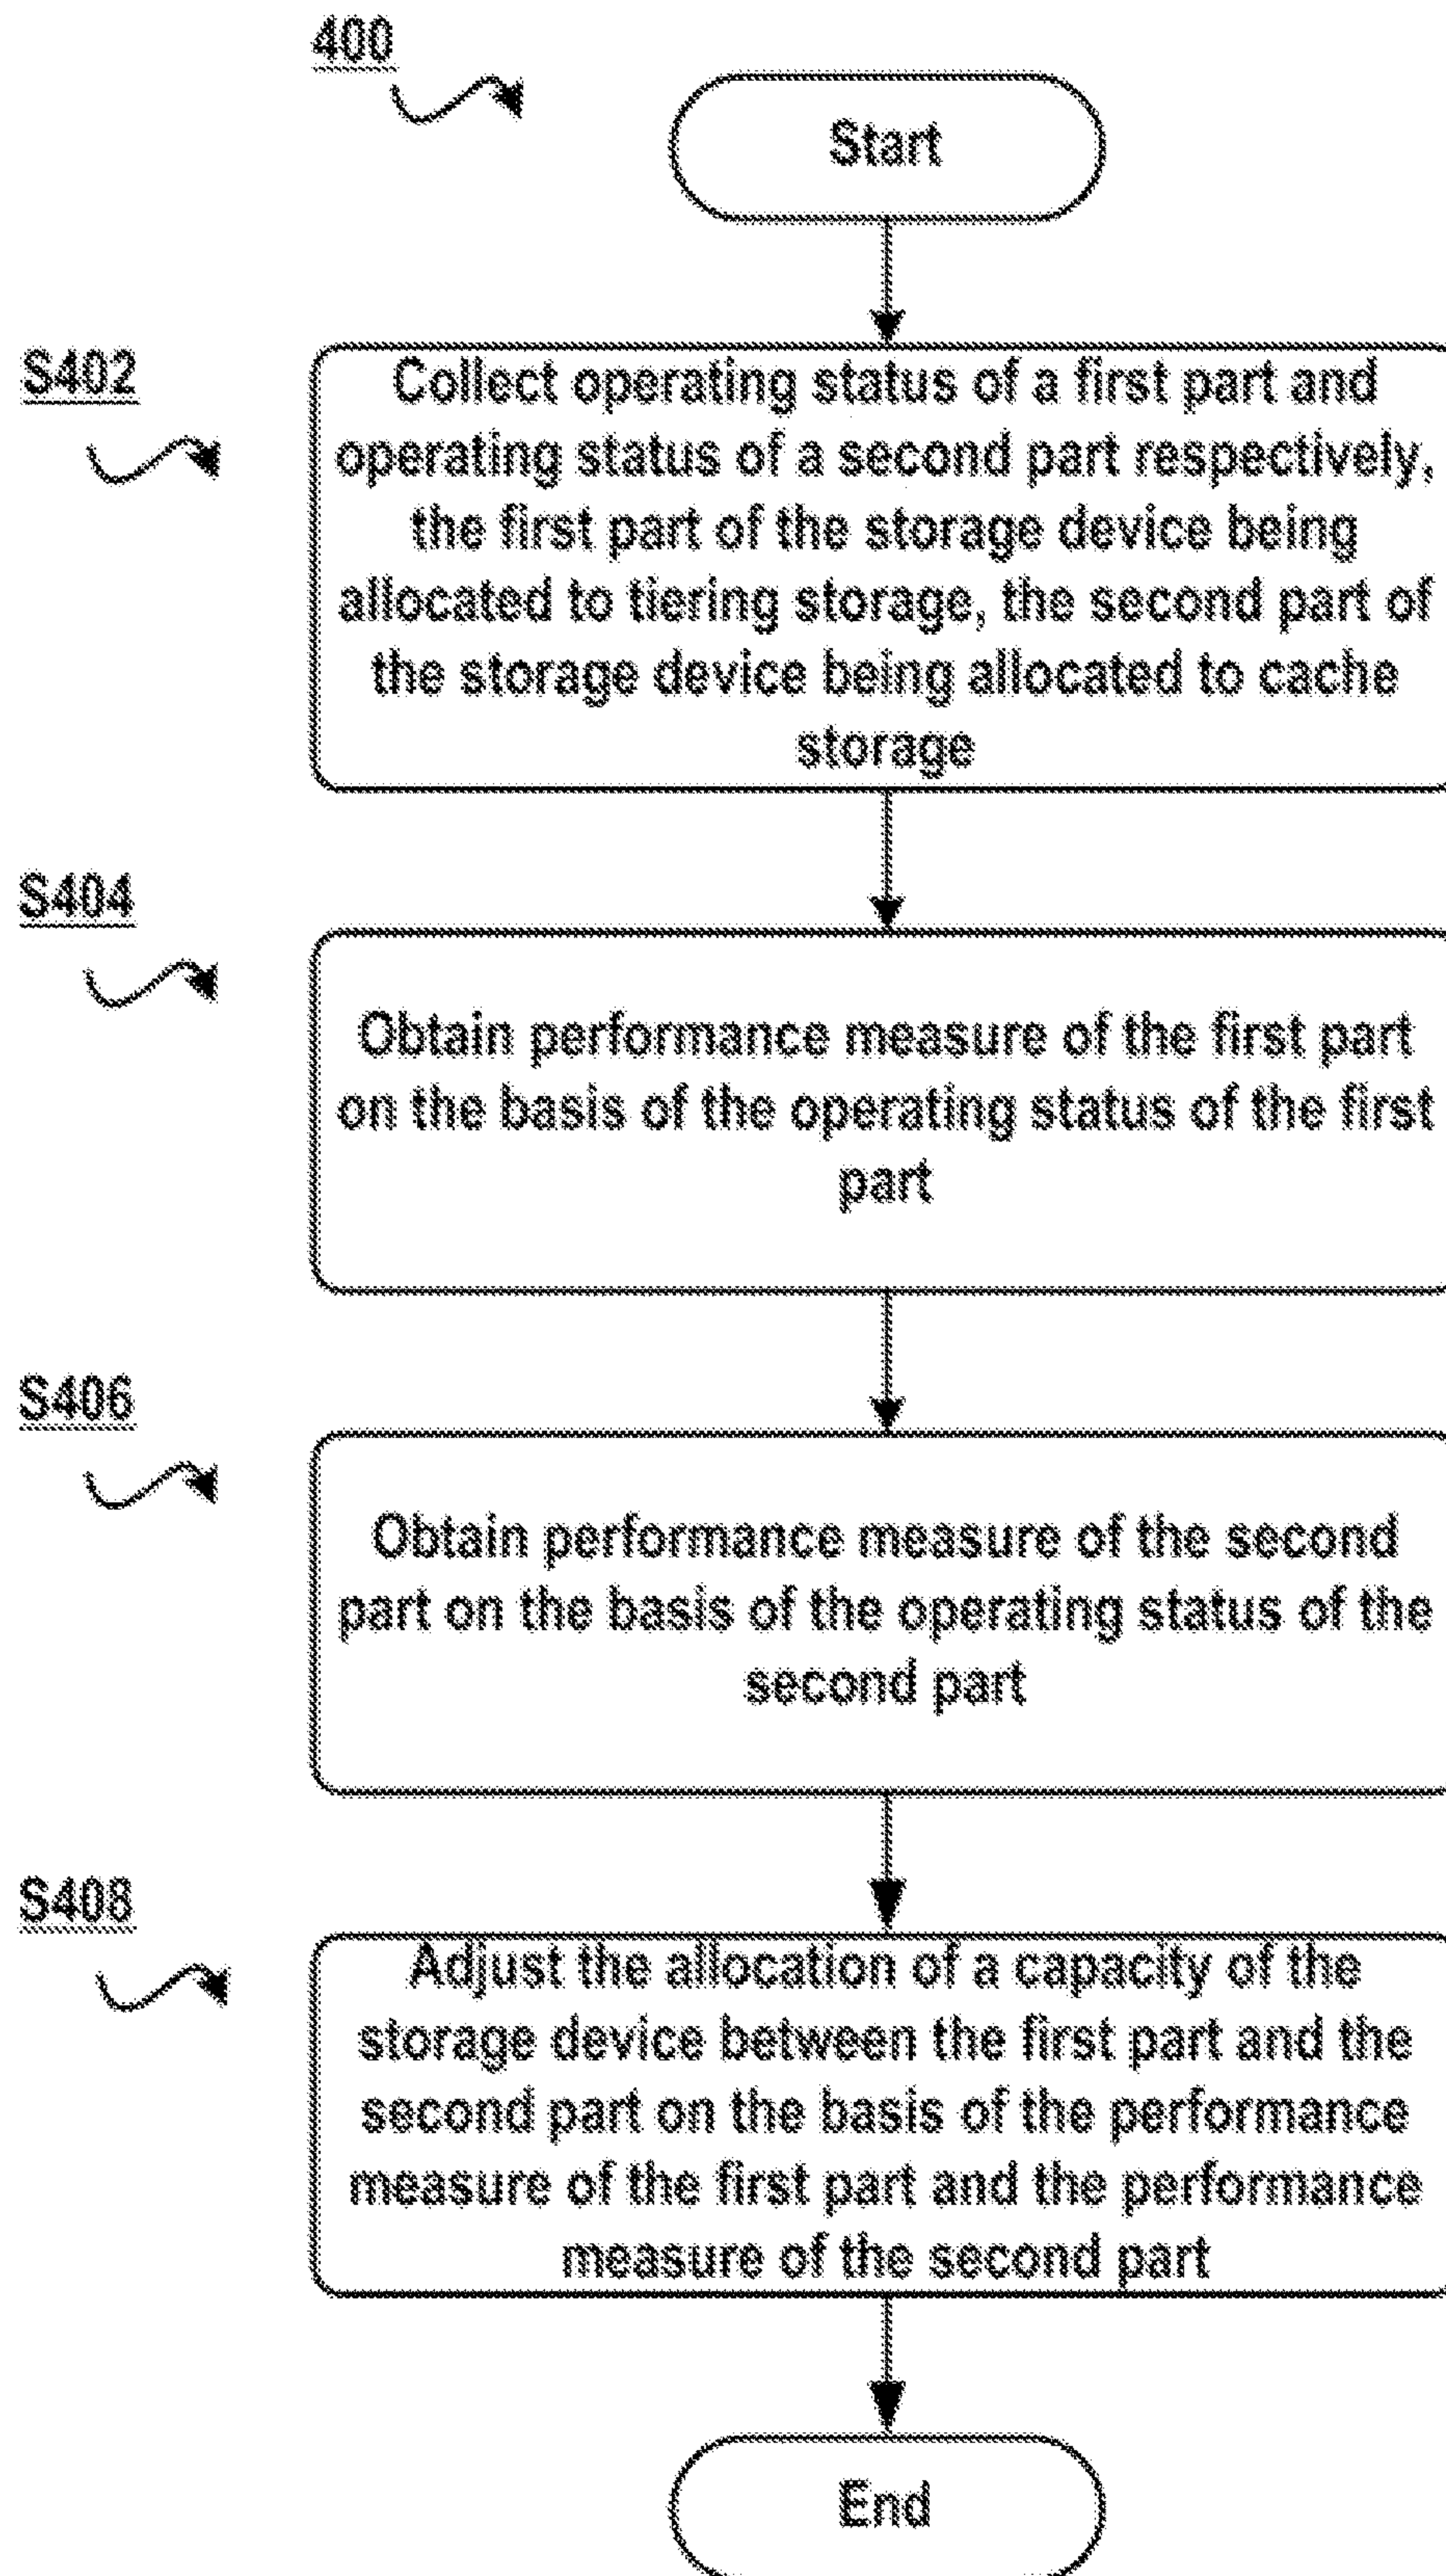 400
Start
S402
Collect operating status of a first part and
operating status of a second part respectively,
the first part of the storage device being
allocated to tiering storage, the second part of
the storage device being allocated to cache
storage
S404
Obtain performance measure of the first part
on the basis of the operating status of the first
part
S406
Obtain performance measure of the second
part on the basis of the operating status of the
second part
S408
Adjust the allocation of a capacity of the
storage device between the first part and the
second part on the basis of the performance
measure of the first part and the performance
measure of the second part
End